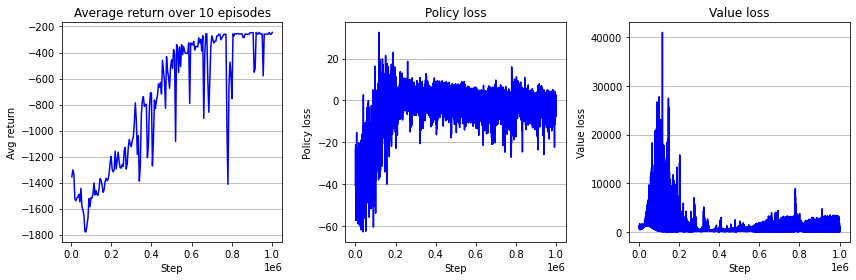 Average return over 10 episodes
Avg return
−200
−400
−600
−800
−1000
−1200
−1400
−1600
−1800
0.0 0.2 0.4 0.6 0.8 1.0
1e6
Step
Policy loss
Policy loss
20
0
−20
−40
−60
0.0 0.2 0.4 0.6 0.8 1.0
1e6
Step
Value loss
Value loss
40000
30000
20000
10000
0
0.0 0.2 0.4 0.6 0.8 1.0
1e6
Step